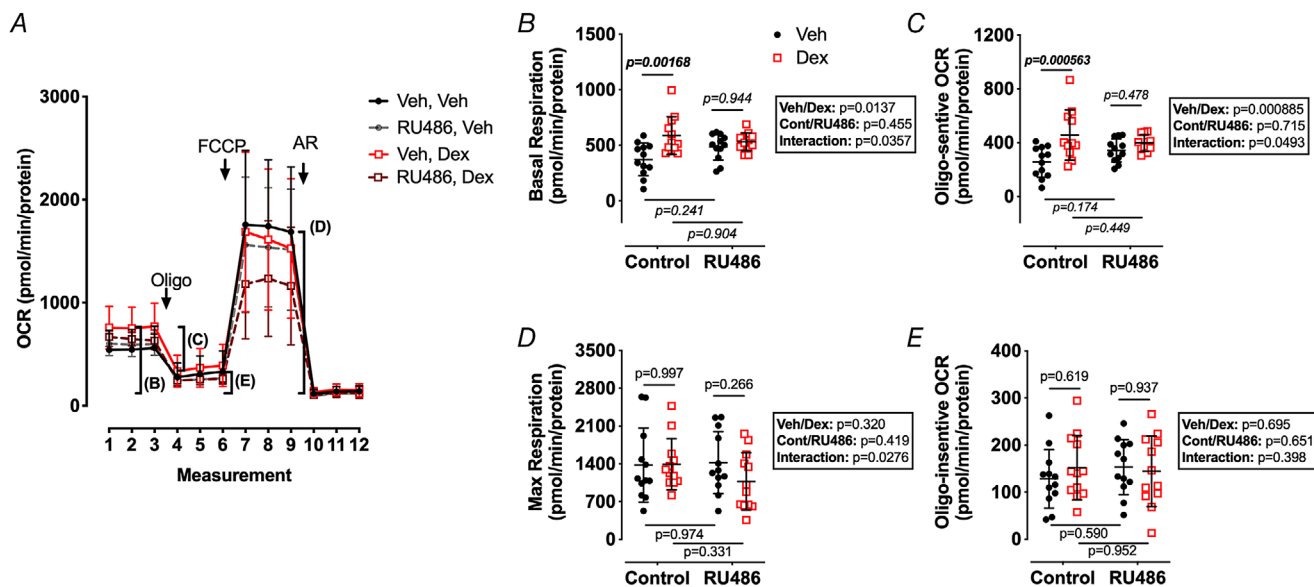 A
OCR (pmol/min/protein)
3000
2000
1000
0
FCCP
AR
Oligo
(B)
(C)
(D)
(E)
1 2 3 4 5 6 7 8 9 10 11 12
Measurement
Veh, Veh
RU486, Veh
Veh, Dex
RU486, Dex
B
Veh
Dex
Basal Respiration
(pmol/min/protein)
1500
1000
500
0
p=0.00168
p=0.944
p=0.241
p=0.904
Control RU486
Veh/Dex: p=0.0137
Cont/RU486: p=0.455
Interaction: p=0.0357
C
Oligo-sentive OCR
(pmol/min/protein)
1200
800
400
0
p=0.000563
p=0.478
p=0.174
p=0.449
Control RU486
Veh/Dex: p=0.000885
Cont/RU486: p=0.715
Interaction: p=0.0493
D
Max Respiration
(pmol/min/protein)
3500
2800
2100
1400
700
0
p=0.997
p=0.266
p=0.974
p=0.331
Control RU486
Veh/Dex: p=0.320
Cont/RU486: p=0.419
Interaction: p=0.0276
E
Oligo-insentive OCR
(pmol/min/protein)
400
300
200
100
0
p=0.619
p=0.937
p=0.590
p=0.952
Control RU486
Veh/Dex: p=0.695
Cont/RU486: p=0.651
Interaction: p=0.398